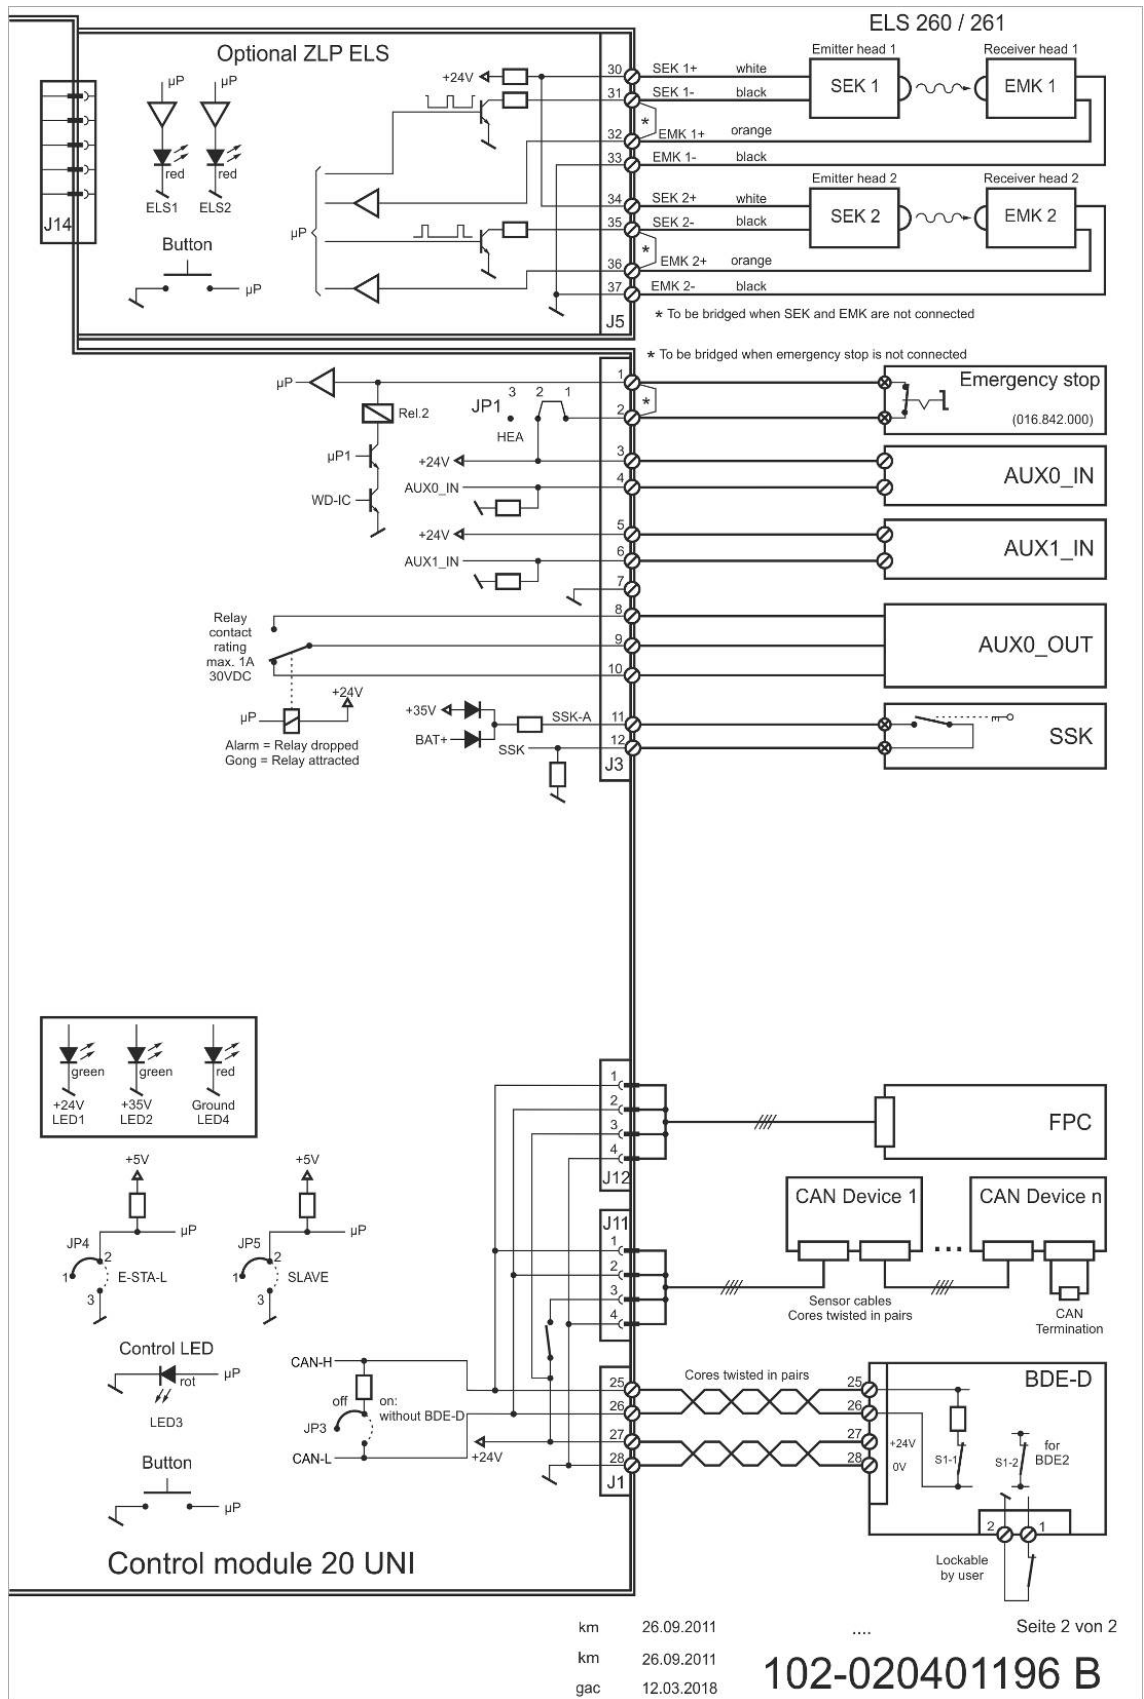 ELS 260 / 261
Optional ZLP ELS
Emitter head 1
Receiver head 1
+24V
30
SEK 1+
white
SEK 1
EMK 1
31
SEK 1-
black
*
32
EMK 1+
orange
33
EMK 1-
black
µP
µP
red
red
ELS1
ELS2
J14
Button
µP
µP
Emitter head 2
Receiver head 2
34
SEK 2+
white
SEK 2
EMK 2
35
SEK 2-
black
*
36
EMK 2+
orange
37
EMK 2-
black
J5
* To be bridged when SEK and EMK are not connected
* To be bridged when emergency stop is not connected
µP
1
Emergency stop
(016.842.000)
Rel.2
JP1
3
2
1
HEA
2
*
µP1
+24V
3
WD-IC
AUX0_IN
4
AUX0_IN
+24V
5
AUX1_IN
6
AUX1_IN
7
Relay
contact
rating
max. 1A
30VDC
8
9
10
AUX0_OUT
+24V
µP
Alarm = Relay dropped
Gong = Relay attracted
+35V
BAT+
SSK-A
11
SSK
12
SSK
J3
green
green
red
+24V
LED1
+35V
LED2
Ground
LED4
1
2
3
4
J12
FPC
+5V
+5V
µP
µP
JP4
1
2
3
E-STA-L
JP5
1
2
3
SLAVE
J11
1
2
3
4
CAN Device 1
CAN Device n
...
Sensor cables
Cores twisted in pairs
CAN
Termination
Control LED
µP
rot
LED3
CAN-H
off
on:
without BDE-D
JP3
CAN-L
+24V
25
26
27
28
J1
Cores twisted in pairs
25
26
27
28
+24V
0V
BDE-D
S1-1
S1-2
for
BDE2
2
1
Lockable
by user
Button
µP
Control module 20 UNI
km
26.09.2011
....
Seite 2 von 2
km
26.09.2011
gac
12.03.2018
102-020401196 B